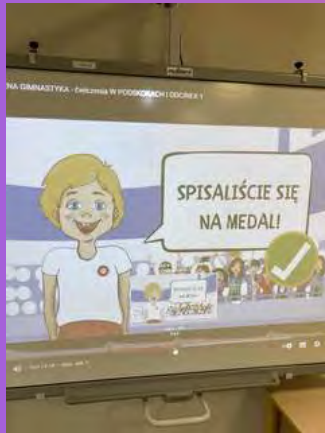 NA GIMNASTYKA - ĆWICZENIA W PODSKOKACH | ODCINEK 1
SPISALIŚCIE SIĘ
NA MEDAL!